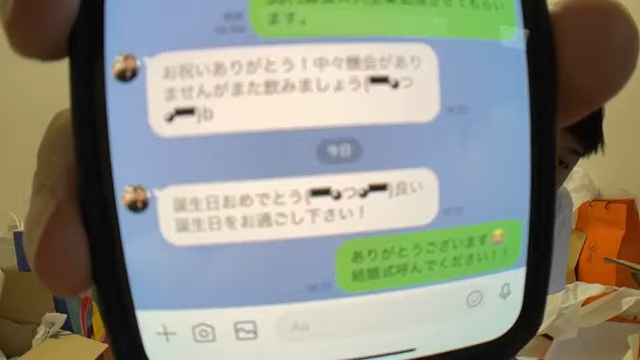 ます。
お祝いありがとう！中々機会があり
ませんがまた飲みましょう(
つ
)b
今日
誕生日おめでとう(
つ
)良い
誕生日をお過ごし下さい！
ありがとうございます😂
結婚式呼んでください！！
Aa